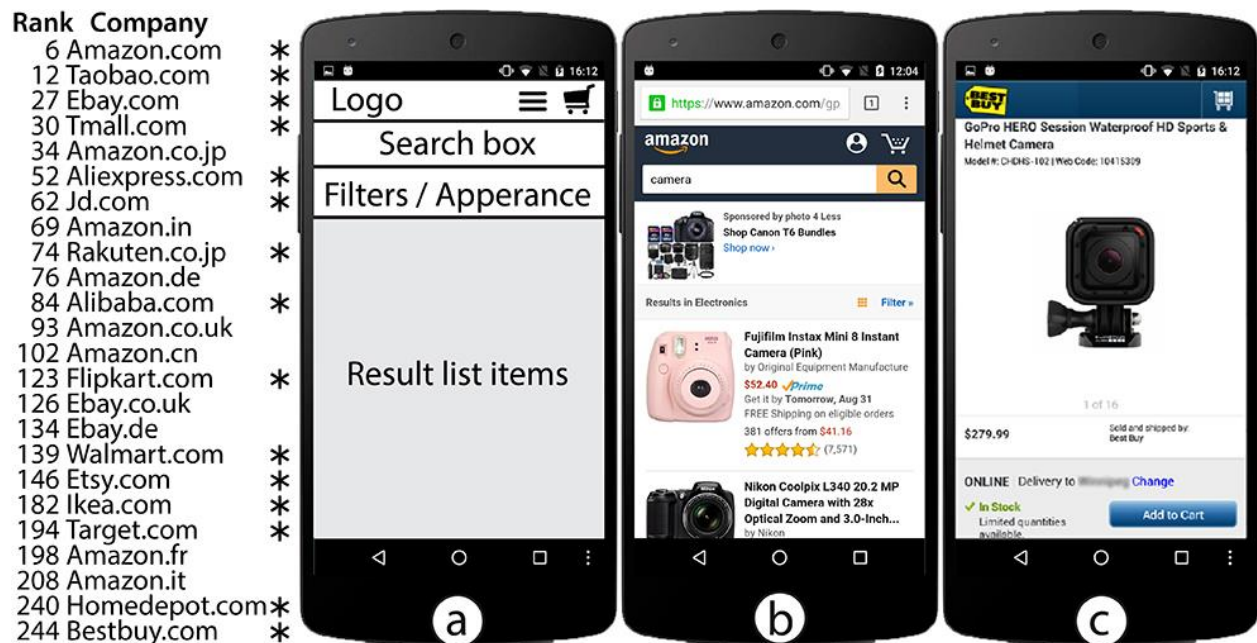 Rank Company
6 Amazon.com *
12 Taobao.com *
27 Ebay.com *
30 Tmall.com *
34 Amazon.co.jp
52 Aliexpress.com *
62 Jd.com *
69 Amazon.in
74 Rakuten.co.jp *
76 Amazon.de
84 Alibaba.com *
93 Amazon.co.uk
102 Amazon.cn
123 Flipkart.com *
126 Ebay.co.uk
134 Ebay.de
139 Walmart.com *
146 Etsy.com *
182 Ikea.com *
194 Target.com *
198 Amazon.fr
208 Amazon.it
240 Homedepot.com *
244 Bestbuy.com *
16:12
Logo
Search box
Filters / Apperance
Result list items
a
12:04
https://www.amazon.com/gp
1
amazon
camera
Sponsored by photo 4 Less
Shop Canon T6 Bundles
Shop now ›
Results in Electronics
Filter »
Fujifilm Instax Mini 8 Instant
Camera (Pink)
by Original Equipment Manufacture
$52.40 Prime
Get it by Tomorrow, Aug 31
FREE Shipping on eligible orders
381 offers from $41.16
(7,571)
Nikon Coolpix L340 20.2 MP
Digital Camera with 28x
Optical Zoom and 3.0-Inch...
by Nikon
b
16:12
BEST
BUY
GoPro HERO Session Waterproof HD Sports &
Helmet Camera
Model #: CHDHS-102 | Web Code: 10415309
1 of 16
$279.99
Sold and shipped by:
Best Buy
ONLINE Delivery to Change
In Stock
Limited quantities
available.
Add to Cart
c